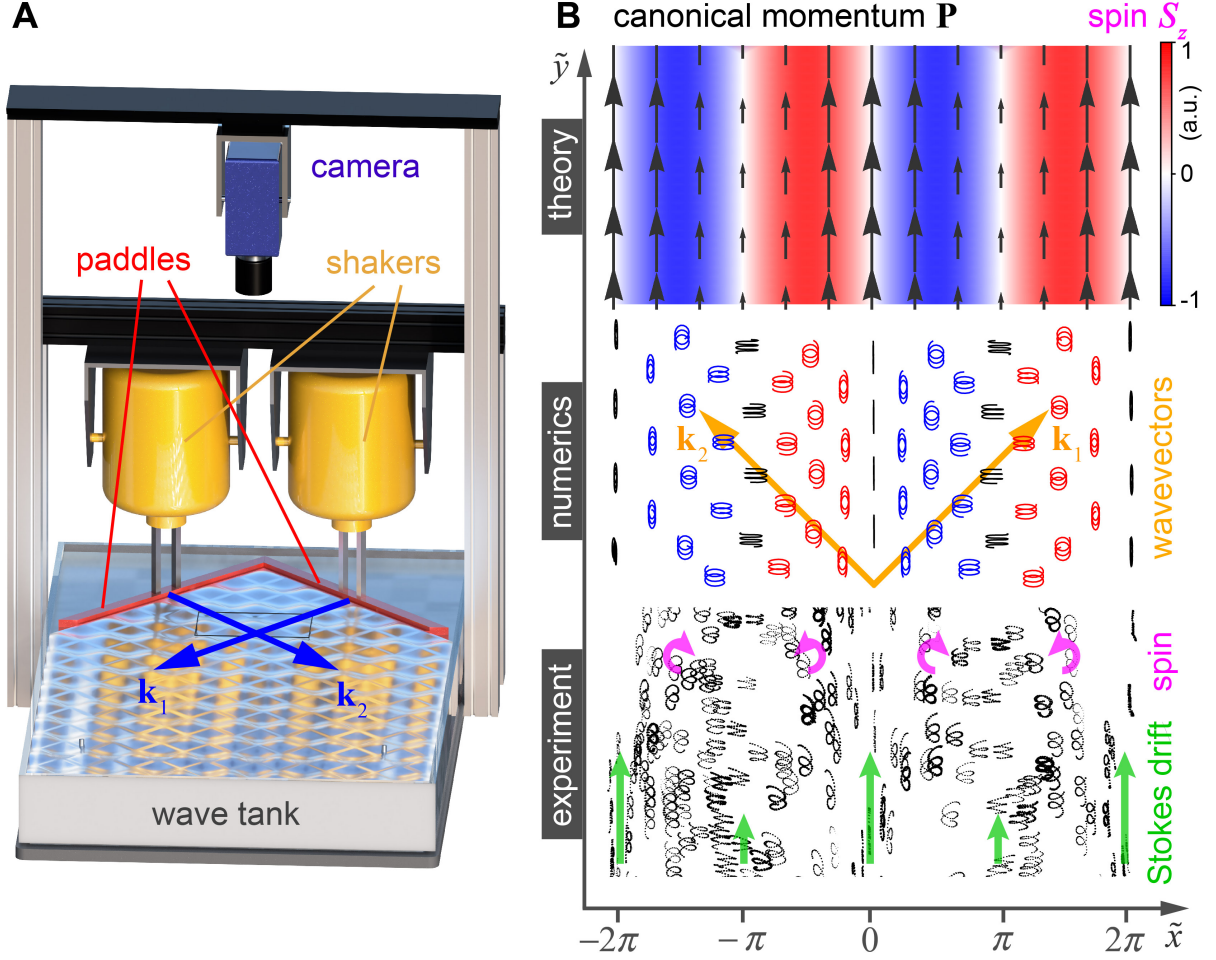 A
camera
paddles
shakers
k₁
k₂
wave tank
B
canonical momentum P
spin S_z
ỹ
1
(a.u.)
0
-1
theory
numerics
k₂
k₁
wavevectors
experiment
spin
Stokes drift
−2π
−π
0
π
2π
x̃